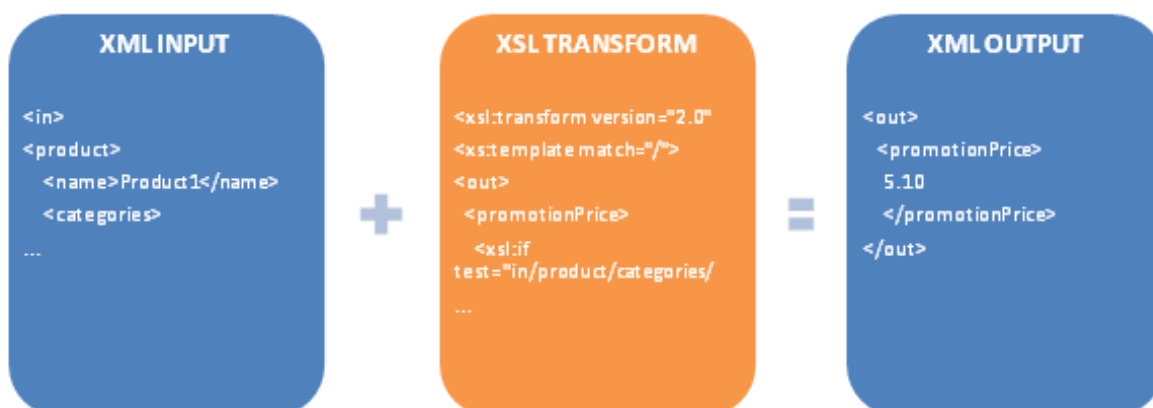 XML INPUT
<in>
<product>
<name>Product1</name>
<categories>
...
+
XSL TRANSFORM
<xsl:transform version="2.0"
<xs:template match="/">
<out>
<promotionPrice>
<xsl:if
test="in/product/categories/
...
=
XML OUTPUT
<out>
<promotionPrice>
5.10
</promotionPrice>
</out>